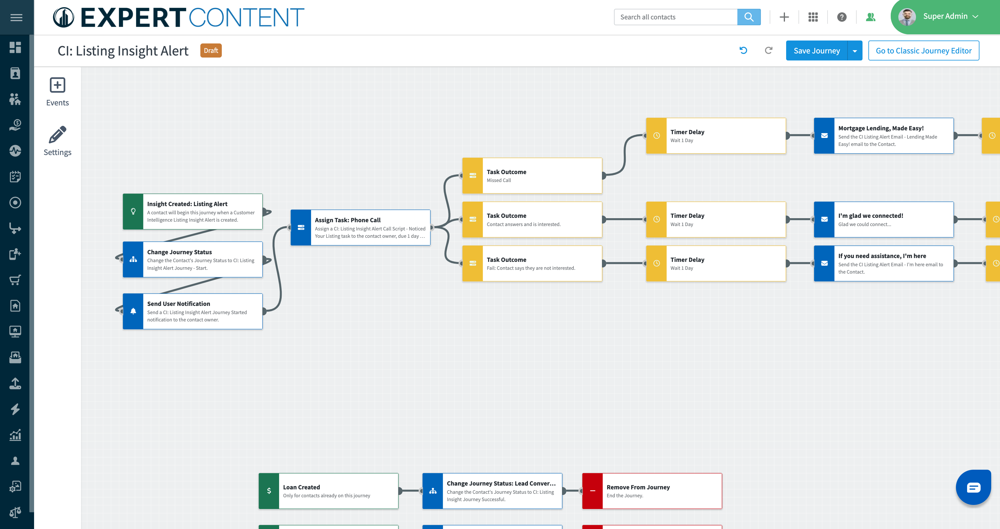 EXPERTCONTENT
Search all contacts
Super Admin
CI: Listing Insight Alert
Draft
Save Journey
Go to Classic Journey Editor
Events
Settings
Timer Delay
Wait 1 Day
Mortgage Lending, Made Easy!
Send the CI Listing Alert Email - Lending Made
Easy! email to the Contact.
Task Outcome
Missed Call
Insight Created: Listing Alert
A contact will begin this journey when a Customer
Intelligence Listing Insight Alert is created.
Assign Task: Phone Call
Assign a CI: Listing Insight Alert Call Script - Noticed
Your Listing task to the contact owner, due 1 day ...
Task Outcome
Contact answers and is interested.
Timer Delay
Wait 1 Day
I'm glad we connected!
Glad we could connect...
Change Journey Status
Change the Contact's Journey Status to CI: Listing
Insight Alert Journey - Start.
Task Outcome
Fail: Contact says they are not interested.
Timer Delay
Wait 1 Day
If you need assistance, I'm here
Send the CI Listing Alert Email - I'm here email to
the Contact.
Send User Notification
Send a CI: Listing Insight Alert Journey Started
notification to the contact owner.
Loan Created
Only for contacts already on this journey
Change Journey Status: Lead Conver...
Change the Contact's Journey Status to CI: Listing
Insight Journey Successful.
Remove From Journey
End the Journey.